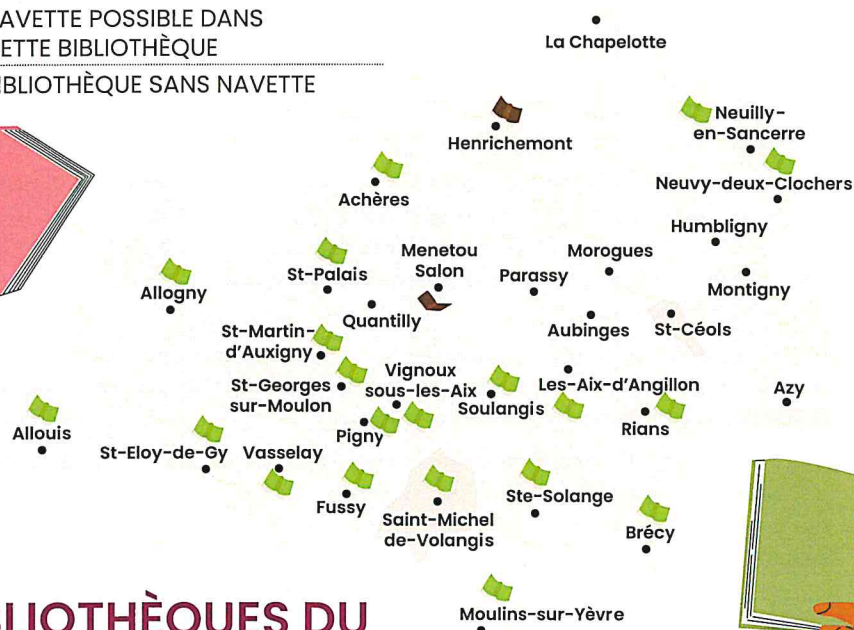 AVETTE POSSIBLE DANS
ETTE BIBLIOTHÈQUE
BIBLIOTHÈQUE SANS NAVETTE
La Chapelotte
Henrichemont
Neuilly-
en-Sancerre
Achères
Neuvy-deux-Clochers
Humbligny
Menetou
Salon
Morogues
St-Palais
Parassy
Montigny
Allogny
Quantilly
Aubinges
St-Céols
St-Martin-
d'Auxigny
Vignoux
sous-les-Aix
St-Georges
sur-Moulon
Les-Aix-d'Angillon
Azy
Soulangis
Rians
Allouis
Pigny
St-Eloy-de-Gy
Vasselay
Fussy
Ste-Solange
Saint-Michel
de-Volangis
Brécy
BLIOTHÈQUES DU
Moulins-sur-Yèvre